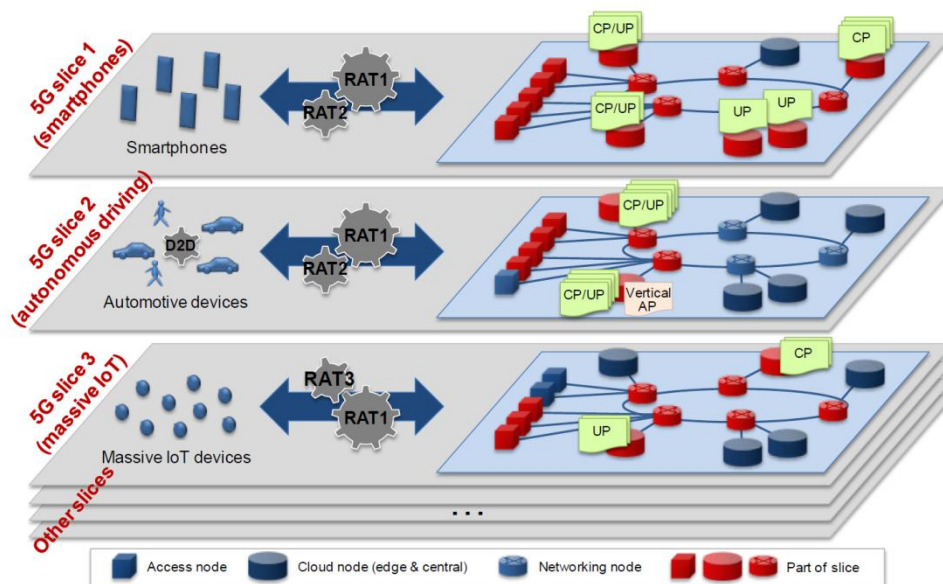 5G slice 1
(smartphones)
Smartphones
RAT1
RAT2
CP/UP
CP
CP/UP
UP
UP
5G slice 2
(autonomous driving)
D2D
Automotive devices
RAT1
RAT2
CP/UP
CP/UP
Vertical
AP
5G slice 3
(massive IoT)
Massive IoT devices
RAT3
RAT1
CP
UP
Other slices
...
Access node
Cloud node (edge & central)
Networking node
Part of slice